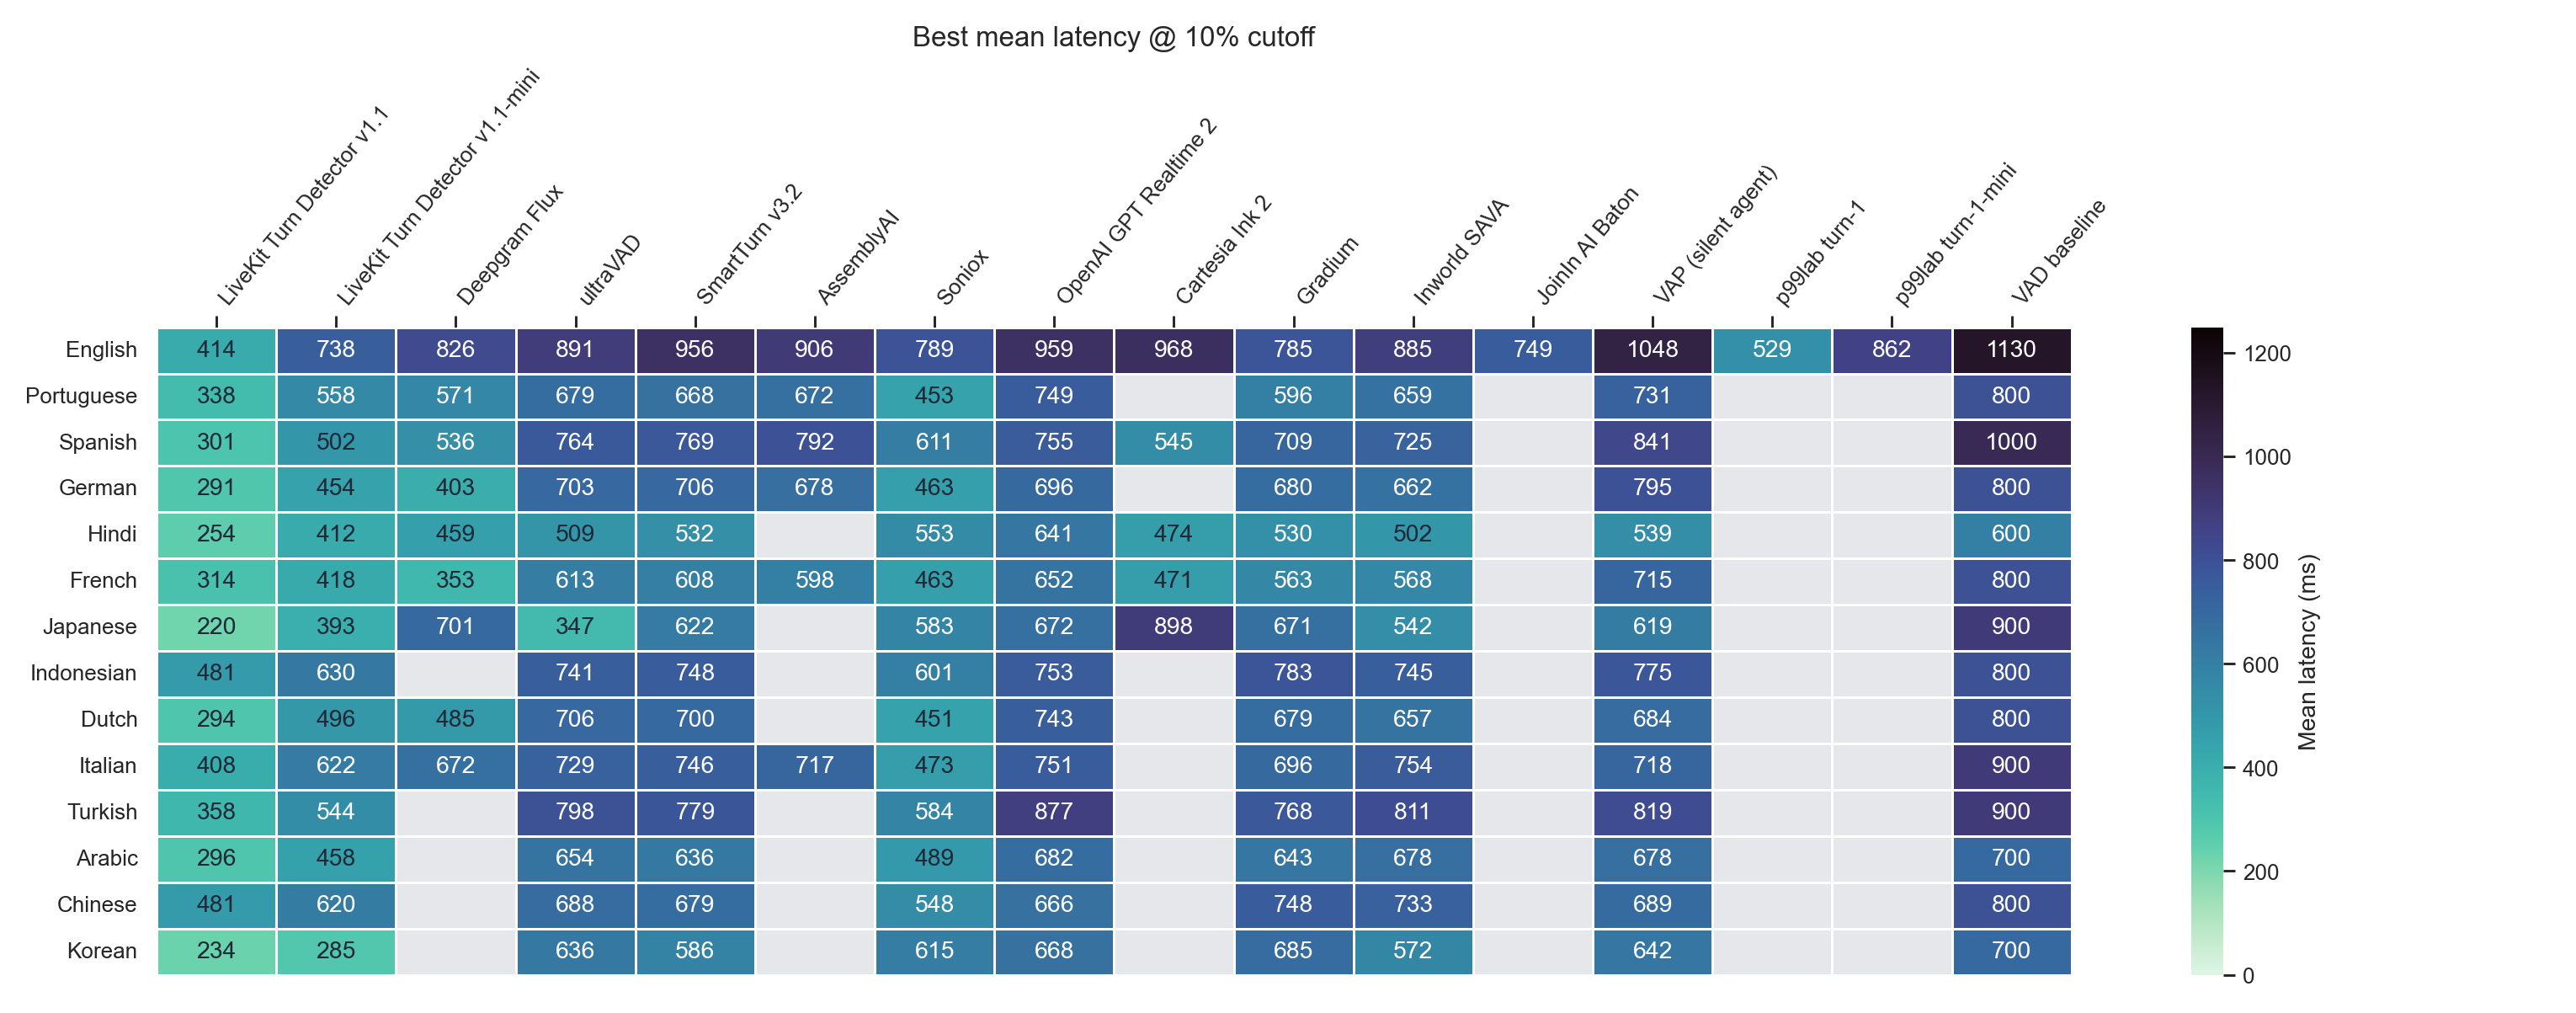 Best mean latency @ 10% cutoff
LiveKit Turn Detector v1.1
LiveKit Turn Detector v1.1-mini
Deepgram Flux
ultraVAD
SmartTurn v3.2
AssemblyAI
Soniox
OpenAI GPT Realtime 2
Cartesia Ink 2
Gradium
Inworld SAVA
JoinIn AI Baton
VAP (silent agent)
p99lab turn-1
p99lab turn-1-mini
VAD baseline
English 414 738 826 891 956 906 789 959 968 785 885 749 1048 529 862 1130
Portuguese 338 558 571 679 668 672 453 749 596 659 731 800
Spanish 301 502 536 764 769 792 611 755 545 709 725 841 1000
German 291 454 403 703 706 678 463 696 680 662 795 800
Hindi 254 412 459 509 532 553 641 474 530 502 539 600
French 314 418 353 613 608 598 463 652 471 563 568 715 800
Japanese 220 393 701 347 622 583 672 898 671 542 619 900
Indonesian 481 630 741 748 601 753 783 745 775 800
Dutch 294 496 485 706 700 451 743 679 657 684 800
Italian 408 622 672 729 746 717 473 751 696 754 718 900
Turkish 358 544 798 779 584 877 768 811 819 900
Arabic 296 458 654 636 489 682 643 678 678 700
Chinese 481 620 688 679 548 666 748 733 689 800
Korean 234 285 636 586 615 668 685 572 642 700
1200
1000
800
600
400
200
0
Mean latency (ms)